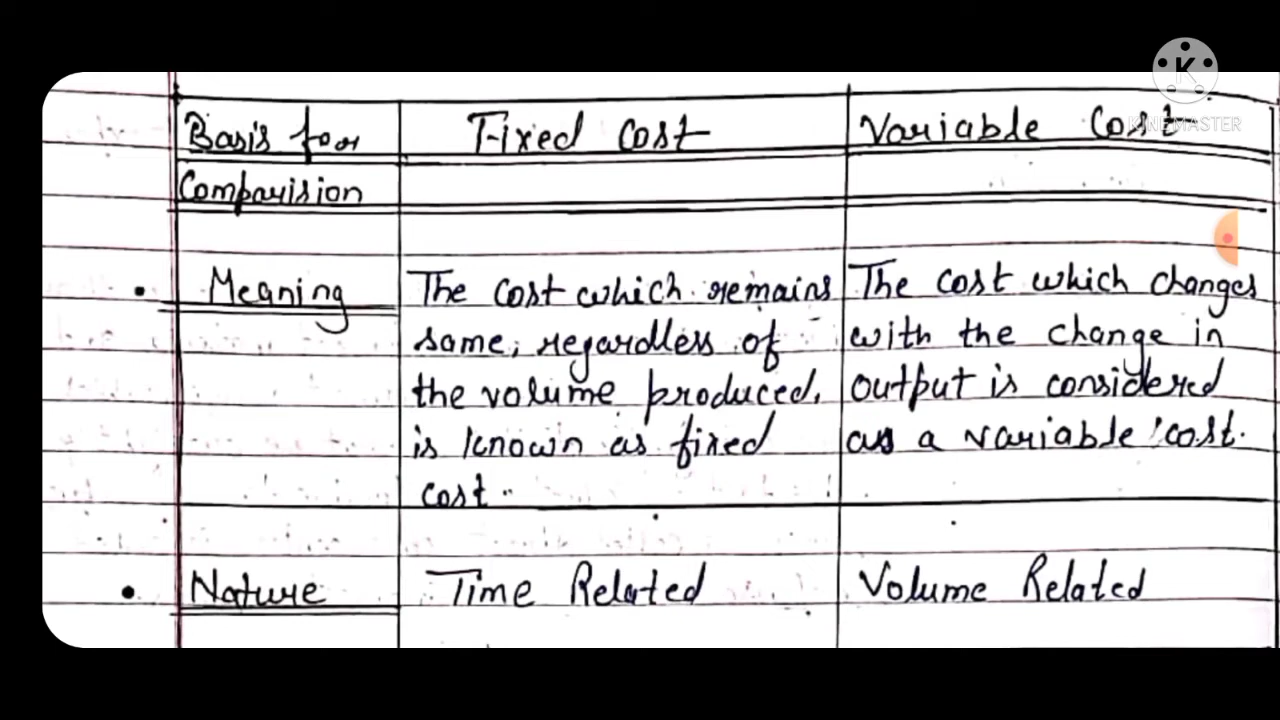 Basis for Fixed Cost Variable Cost
Comparision
Meaning The cost which remains The cost which changes
same, regardless of with the change in
the volume produced, output is considered
is known as fixed as a variable cost.
cost.
Nature Time Related Volume Related
K
KINEMASTER